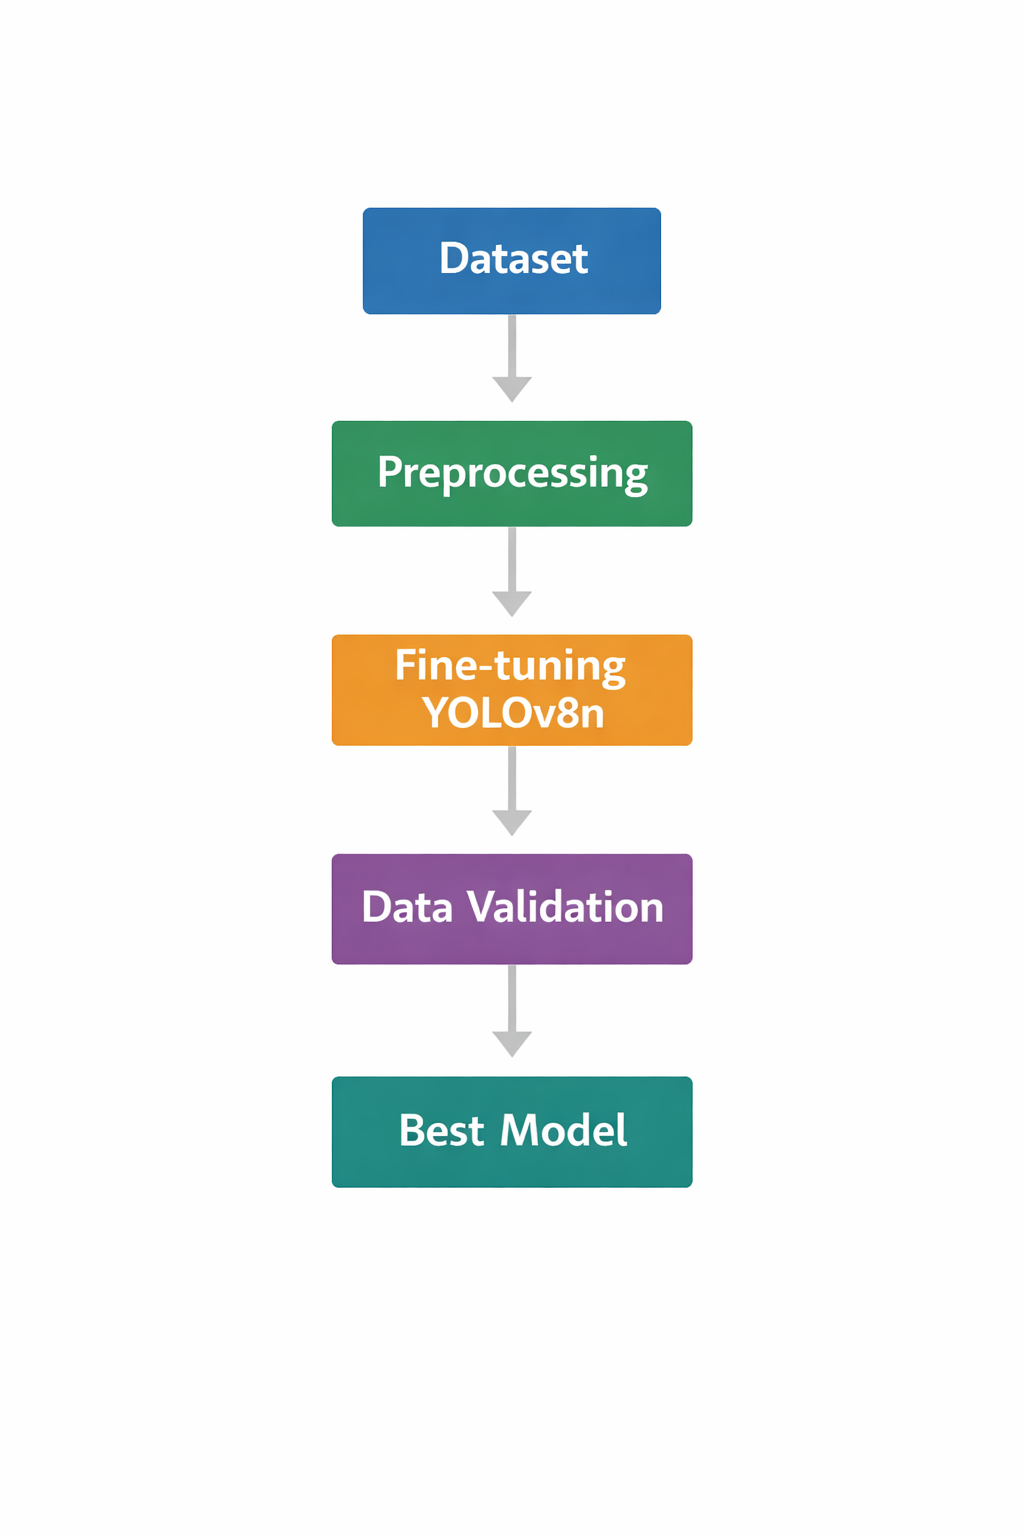 Dataset
Preprocessing
Fine-tuning
YOLOv8n
Data Validation
Best Model